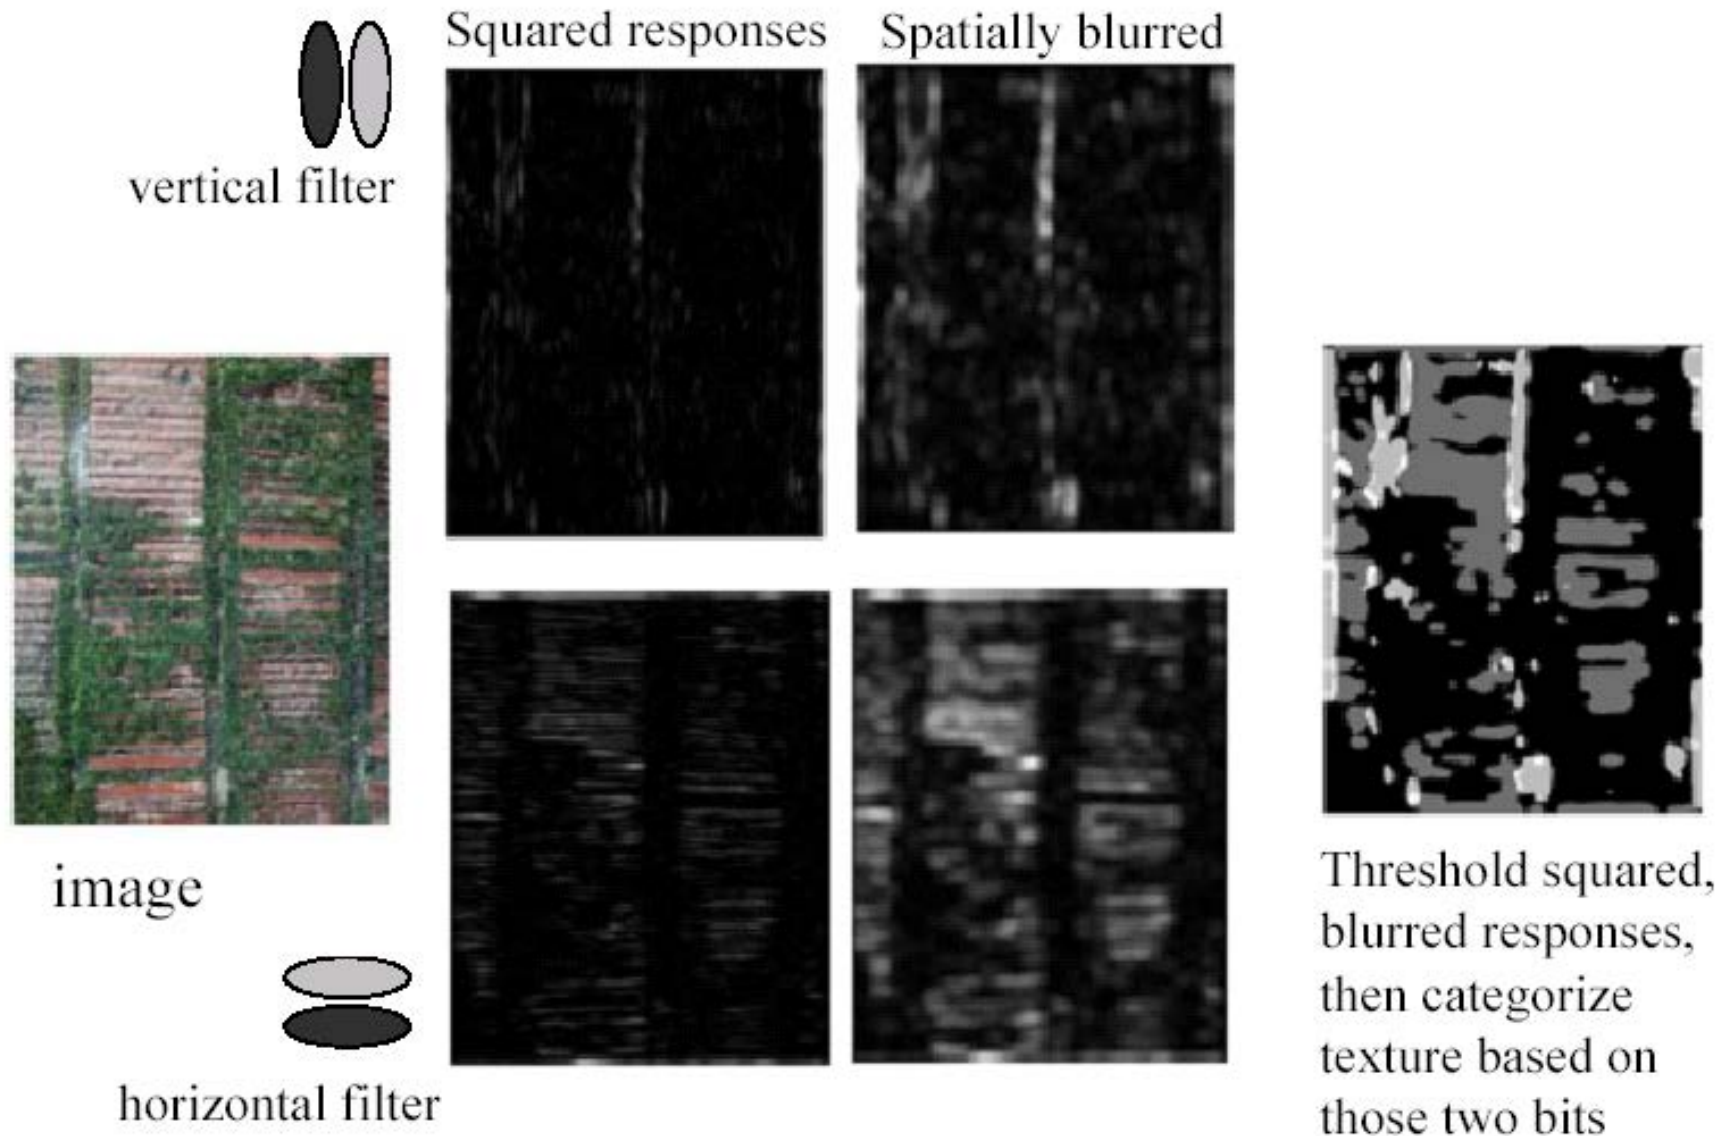 Squared responses
Spatially blurred
vertical filter
image
horizontal filter
Threshold squared,
blurred responses,
then categorize
texture based on
those two bits